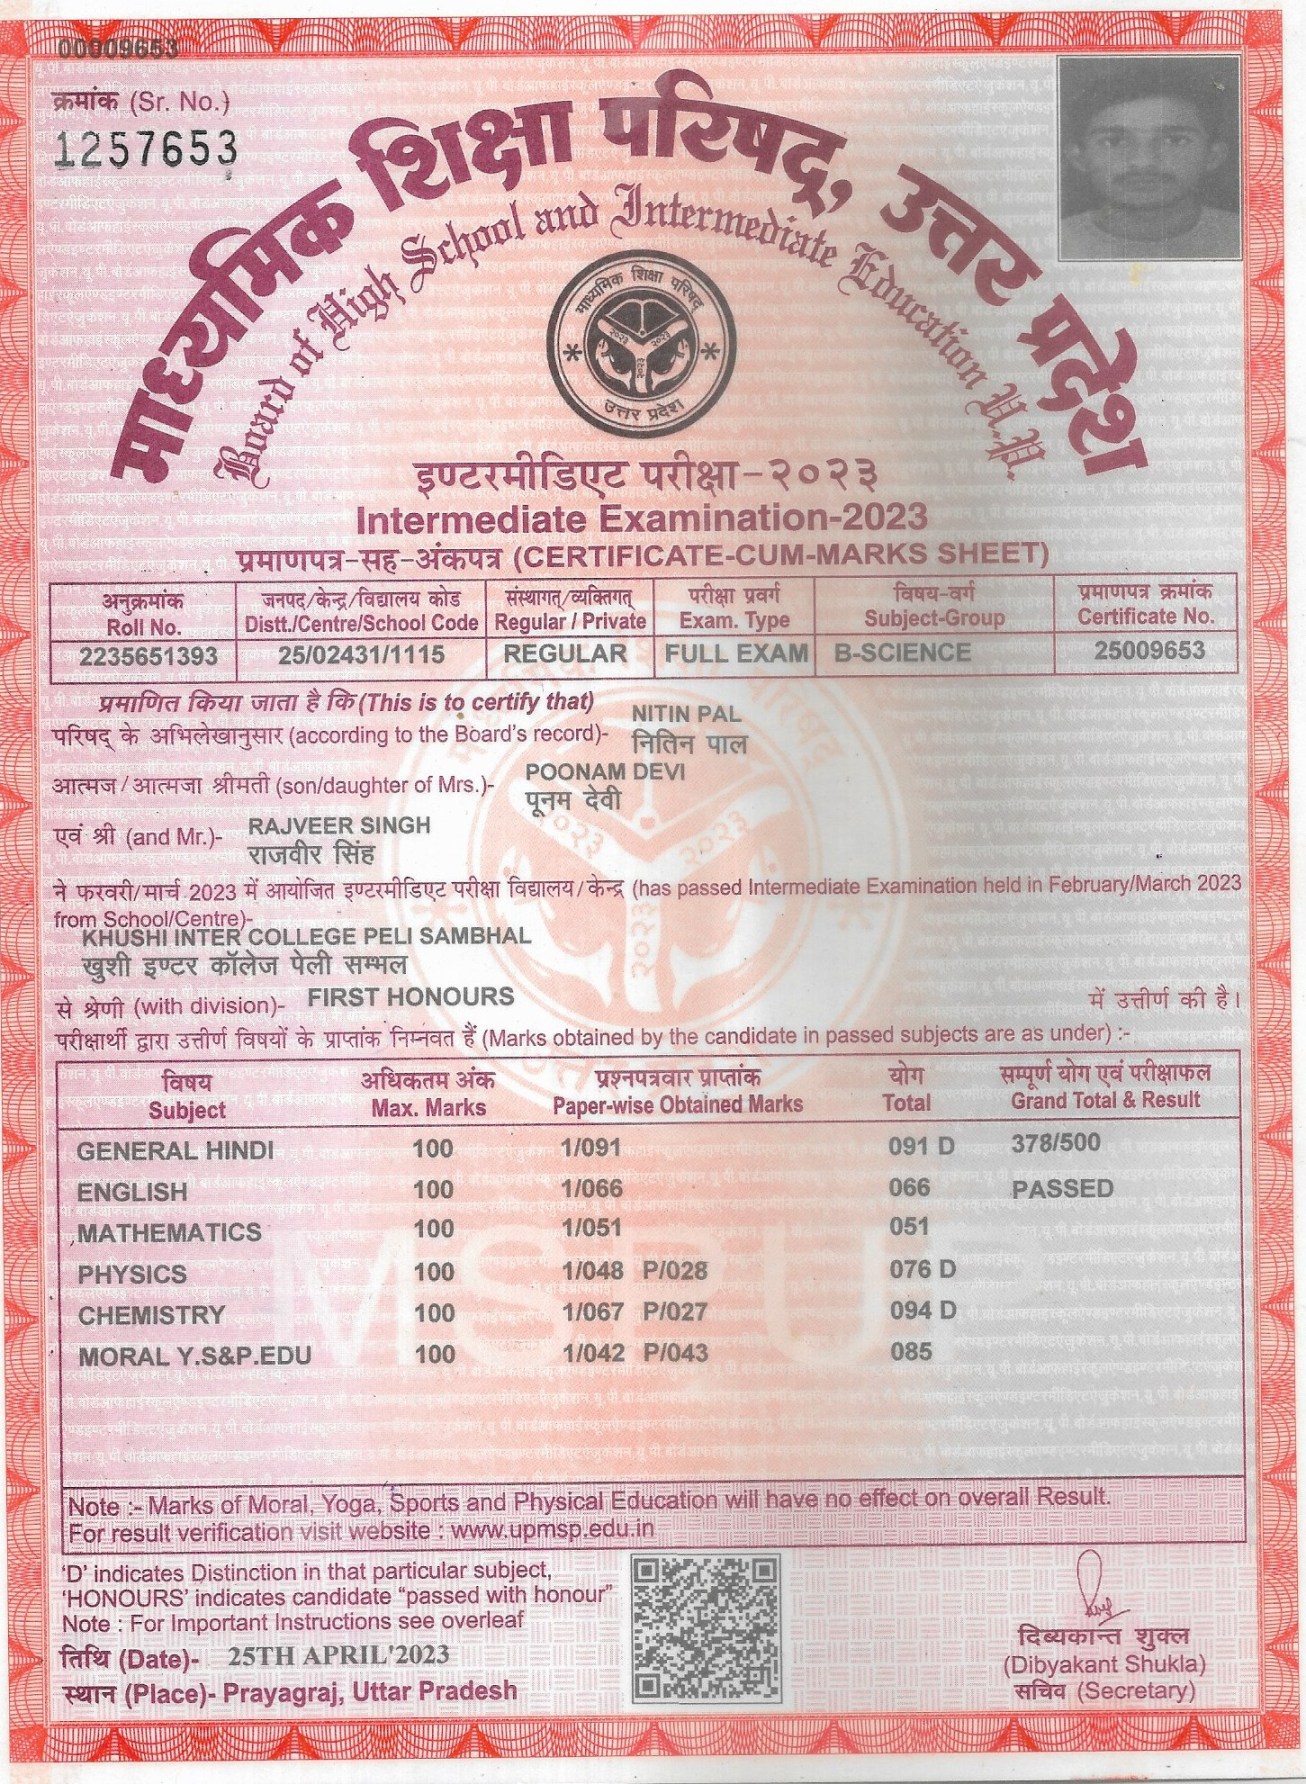 00009653
क्रमांक (Sr. No.)
1257653
माध्यमिक शिक्षा परिषद्, उत्तर प्रदेश
Board of High School and Intermediate Education U.P.
माध्यमिक शिक्षा परिषद्
२०२३ २०२३
२०२३
उत्तर प्रदेश
इण्टरमीडिएट परीक्षा-२०२३
Intermediate Examination-2023
प्रमाणपत्र-सह-अंकपत्र (CERTIFICATE-CUM-MARKS SHEET)
अनुक्रमांक जनपद/केन्द्र/विद्यालय कोड संस्थागत्/व्यक्तिगत् परीक्षा प्रवर्ग विषय-वर्ग प्रमाणपत्र क्रमांक
Roll No. Distt./Centre/School Code Regular / Private Exam. Type Subject-Group Certificate No.
2235651393 25/02431/1115 REGULAR FULL EXAM B-SCIENCE 25009653
प्रमाणित किया जाता है कि (This is to certify that)
NITIN PAL
परिषद् के अभिलेखानुसार (according to the Board's record)- नितिन पाल
POONAM DEVI
आत्मज/आत्मजा श्रीमती (son/daughter of Mrs.)- पूनम देवी
RAJVEER SINGH
एवं श्री (and Mr.)- राजवीर सिंह
ने फरवरी/मार्च 2023 में आयोजित इण्टरमीडिएट परीक्षा विद्यालय/केन्द्र (has passed Intermediate Examination held in February/March 2023
from School/Centre)-
KHUSHI INTER COLLEGE PELI SAMBHAL
खुशी इण्टर कॉलेज पेली सम्भल
से श्रेणी (with division)- FIRST HONOURS में उत्तीर्ण की है।
परीक्षार्थी द्वारा उत्तीर्ण विषयों के प्राप्तांक निम्नवत हैं (Marks obtained by the candidate in passed subjects are as under) :-
विषय अधिकतम अंक प्रश्नपत्रवार प्राप्तांक योग सम्पूर्ण योग एवं परीक्षाफल
Subject Max. Marks Paper-wise Obtained Marks Total Grand Total & Result
GENERAL HINDI 100 1/091 091 D 378/500
ENGLISH 100 1/066 066 PASSED
MATHEMATICS 100 1/051 051
PHYSICS 100 1/048 P/028 076 D
CHEMISTRY 100 1/067 P/027 094 D
MORAL Y.S&P.EDU 100 1/042 P/043 085
Note :- Marks of Moral, Yoga, Sports and Physical Education will have no effect on overall Result.
For result verification visit website : www.upmsp.edu.in
'D' indicates Distinction in that particular subject,
'HONOURS' indicates candidate “passed with honour”
Note : For Important Instructions see overleaf
तिथि (Date)- 25TH APRIL'2023
स्थान (Place)- Prayagraj, Uttar Pradesh
दिब्यकान्त शुक्ल
(Dibyakant Shukla)
सचिव (Secretary)